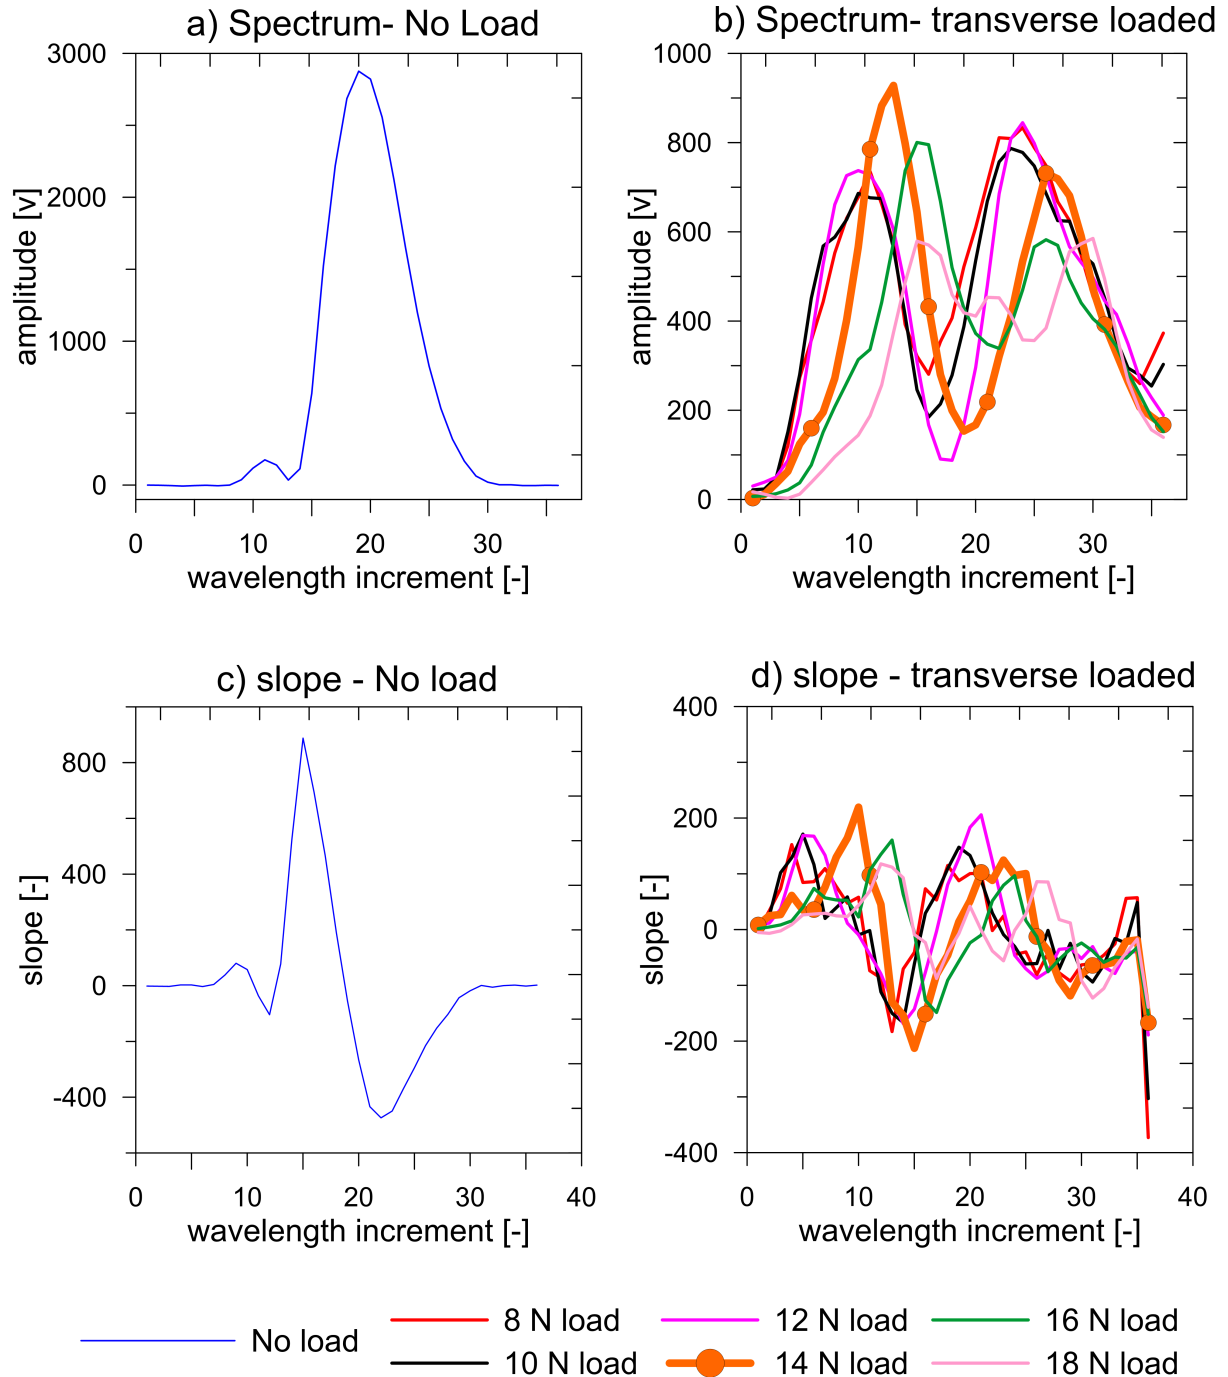 a) Spectrum- No Load
3000
2000
1000
0
amplitude [v]
0 10 20 30
wavelength increment [-]
b) Spectrum- transverse loaded
1000
800
600
400
200
0
amplitude [v]
0 10 20 30
wavelength increment [-]
c) slope - No load
800
400
0
-400
slope [-]
0 10 20 30 40
wavelength increment [-]
d) slope - transverse loaded
400
200
0
-200
-400
slope [-]
0 10 20 30 40
wavelength increment [-]
No load
8 N load 12 N load 16 N load
10 N load 14 N load 18 N load